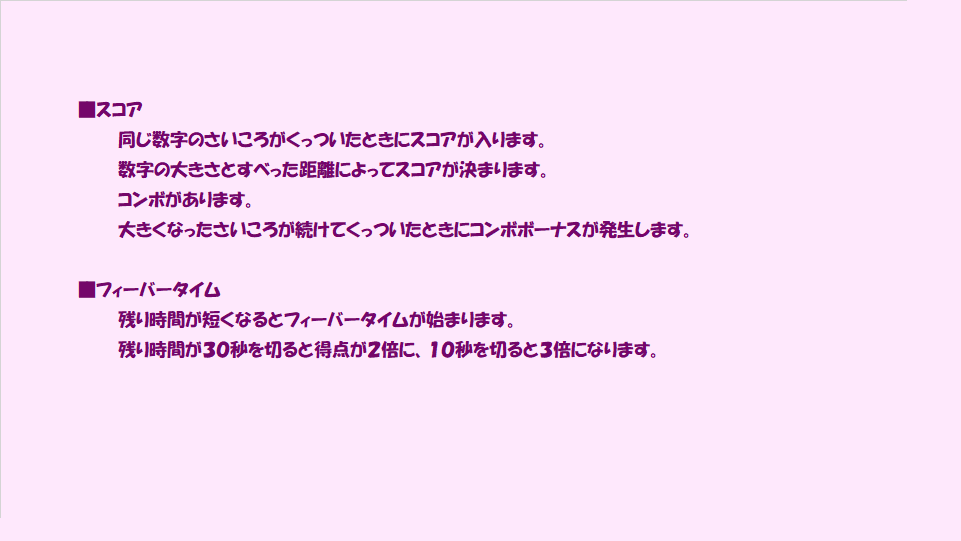 ■スコア
同じ数字のさいころがくっついたときにスコアが入ります。
数字の大きさとすべった距離によってスコアが決まります。
コンボがあります。
大きくなったさいころが続けてくっついたときにコンボボーナスが発生します。
■フィーバータイム
残り時間が短くなるとフィーバータイムが始まります。
残り時間が30秒を切ると得点が2倍に、10秒を切ると3倍になります。